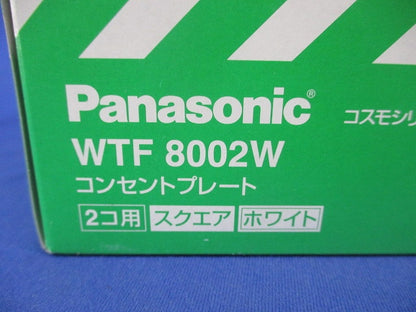 Panasonic®
コスモシリ
WTF 8002W
コンセントプレート
2コ用 スクエア ホワイト